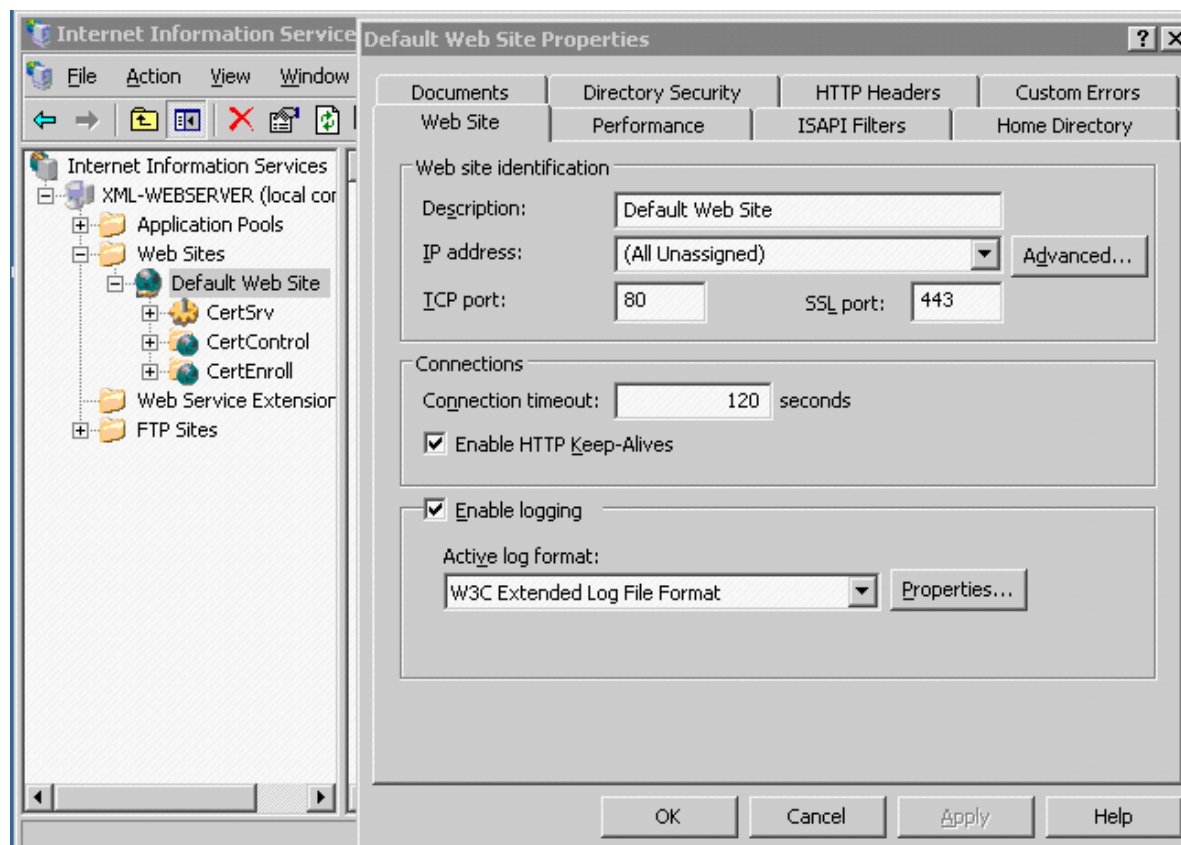 Internet Information Service
File Action View Window
Internet Information Services
XML-WEBSERVER (local cor
Application Pools
Web Sites
Default Web Site
CertSrv
CertControl
CertEnroll
Web Service Extension
FTP Sites
Default Web Site Properties
Documents Directory Security HTTP Headers Custom Errors
Web Site Performance ISAPI Filters Home Directory
Web site identification
Description: Default Web Site
IP address: (All Unassigned) Advanced...
TCP port: 80 SSL port: 443
Connections
Connection timeout: 120 seconds
Enable HTTP Keep-Alives
Enable logging
Active log format:
W3C Extended Log File Format Properties...
OK Cancel Apply Help